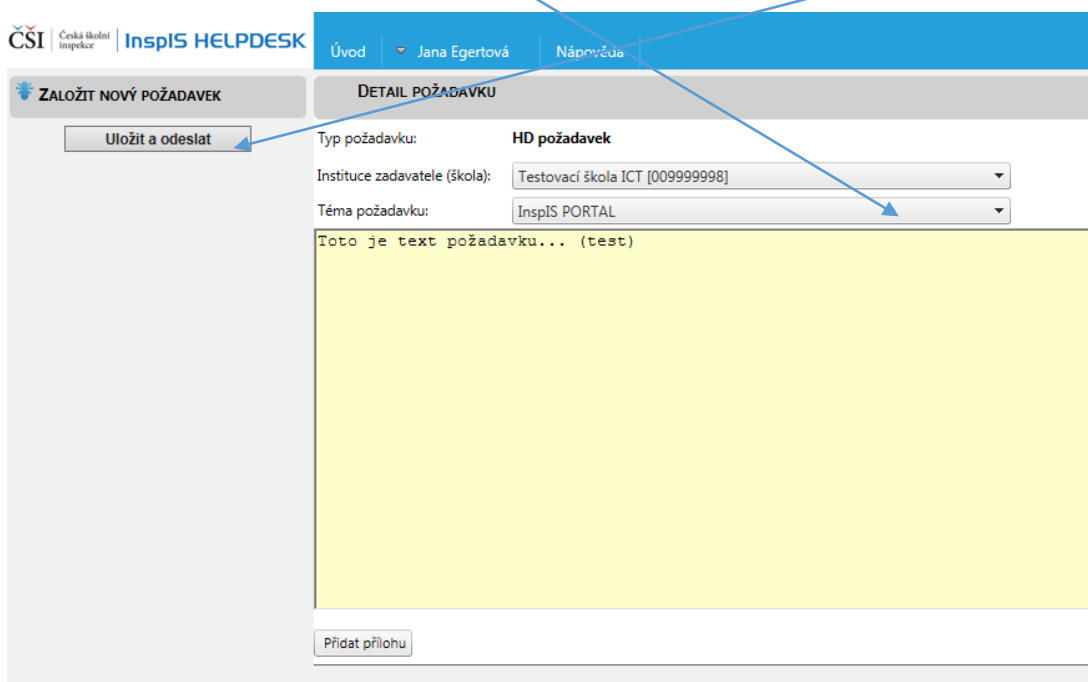 ČŠI Česká školní inspekce InspIS HELPDESK
Úvod Jana Egertová Nápověda
ZALOŽIT NOVÝ POŽADAVEK
Uložit a odeslat
DETAIL POŽADAVKU
Typ požadavku: HD požadavek
Instituce zadavatele (škola): Testovací škola ICT [009999998]
Téma požadavku: InspIS PORTAL
Toto je text požadavku... (test)
Přidat přílohu